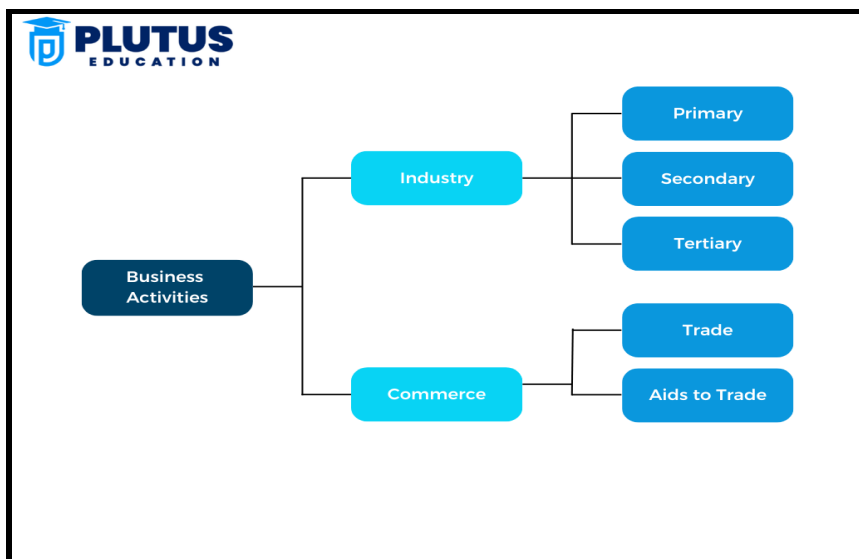 PLUTUS
EDUCATION
Primary
Industry
Secondary
Tertiary
Business
Activities
Trade
Commerce
Aids to Trade